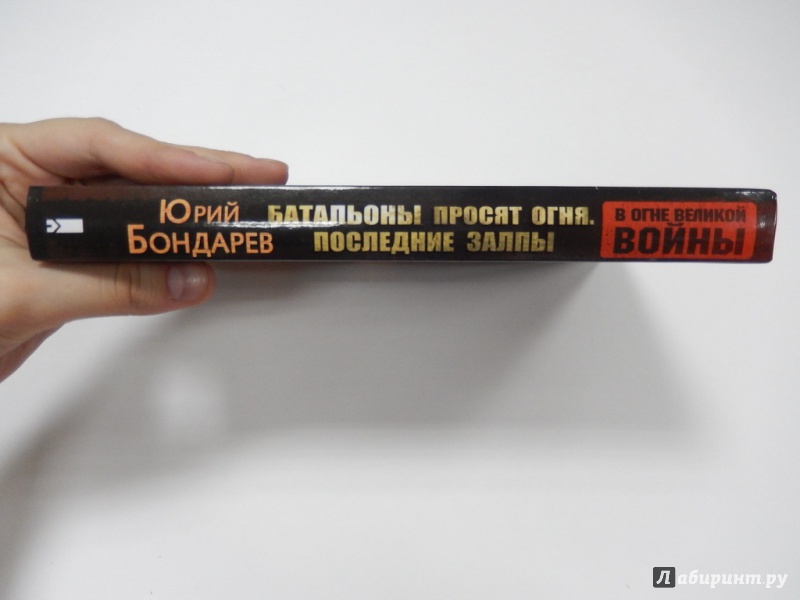 Юрий
Бондарев
БАТАЛЬОНЫ ПРОСЯТ ОГНЯ.
ПОСЛЕДНИЕ ЗАЛПЫ
В ОГНЕ ВЕЛИКОЙ
ВОЙНЫ
Лабиринт.ру